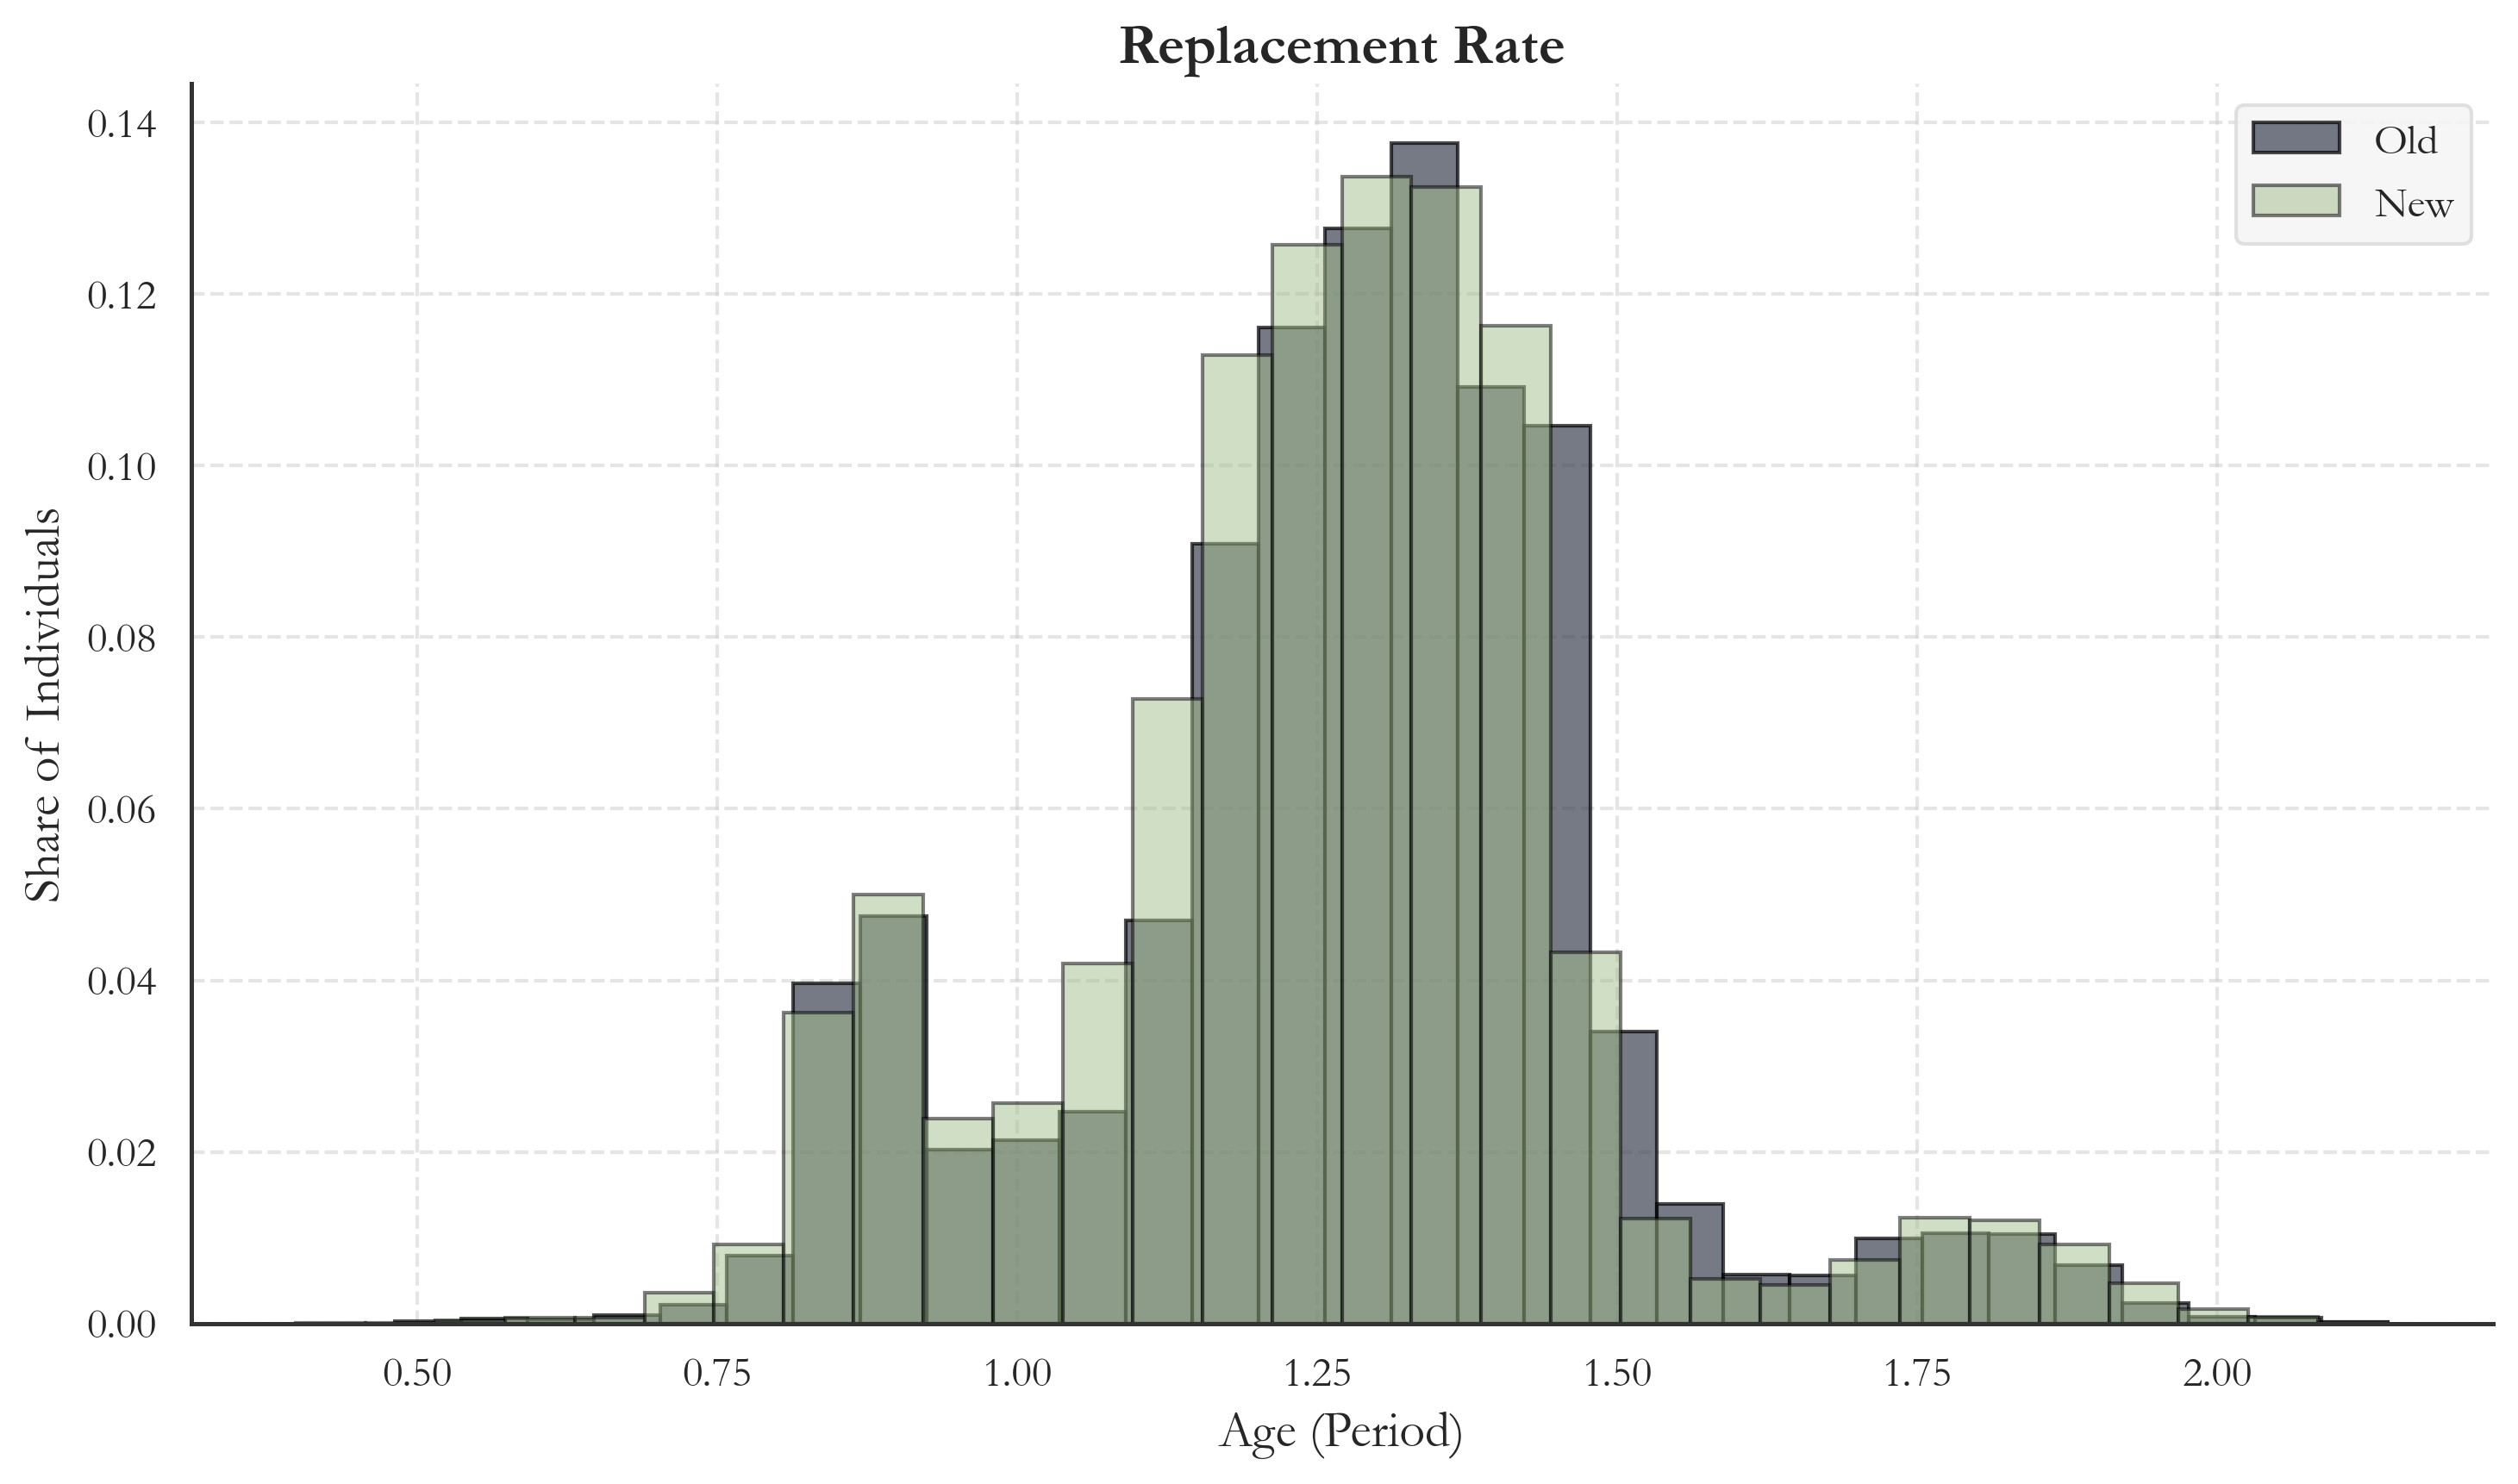 Replacement Rate
0.14
0.12
0.10
0.08
0.06
0.04
0.02
0.00
Share of Individuals
Old
New
0.50 0.75 1.00 1.25 1.50 1.75 2.00
Age (Period)